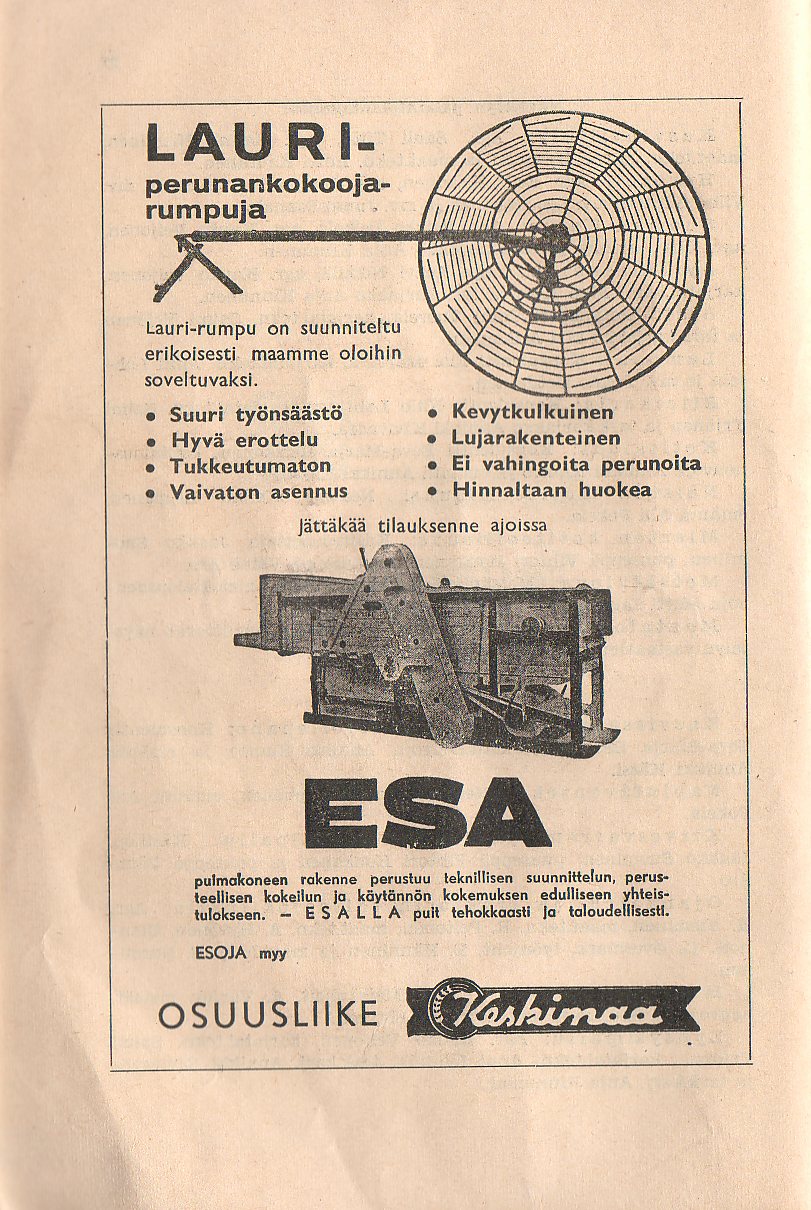 LAURI-
perunankokooja-
rumpuja
Lauri-rumpu on suunniteltu
erikoisesti maamme oloihin
soveltuvaksi.
• Suuri työnsäästö
• Hyvä erottelu
• Tukkeutumaton
• Vaivaton asennus
• Kevytkulkuinen
• Lujarakenteinen
• Ei vahingoita perunoita
• Hinnaltaan huokea
Jättäkää tilauksenne ajoissa
ESA
puimakoneen rakenne perustuu teknillisen suunnittelun, perus-
teellisen kokeilun ja käytännön kokemuksen edulliseen yhteis-
tulokseen. — ESALLA puit tehokkaasti ja taloudellisesti.
ESOJA myy
OSUUSLIIKE Keskimaa